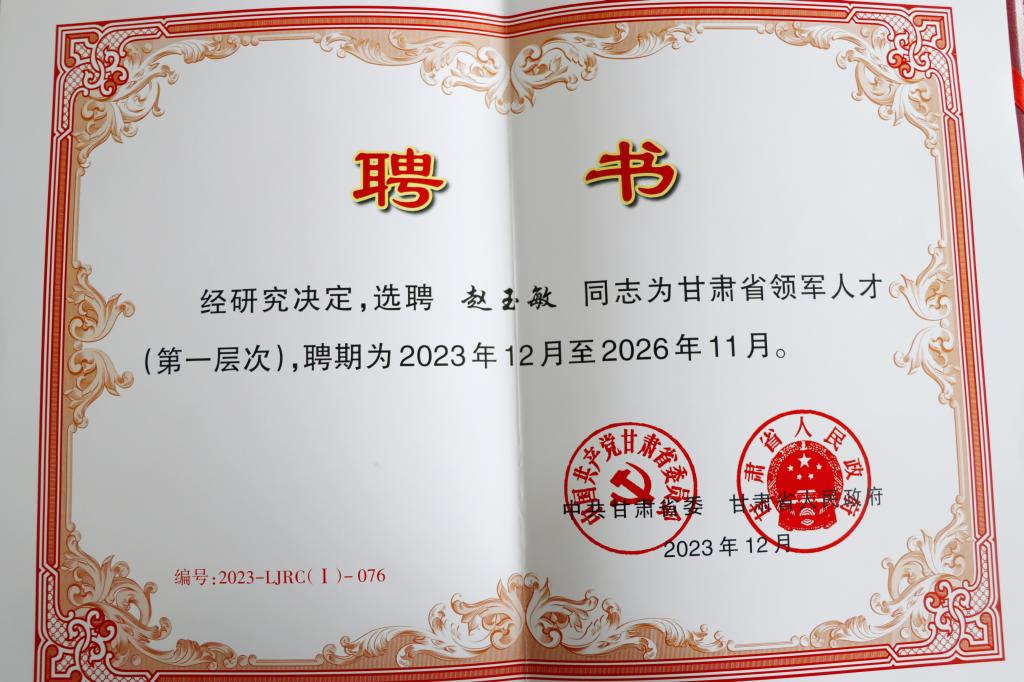 聘 书
经研究决定,选聘 赵玉敏 同志为甘肃省领军人才
(第一层次),聘期为2023年12月至2026年11月。
中国共产党甘肃省委员会
甘肃省人民政府
中共甘肃省委 甘肃省人民政府
2023年12月
编号:2023-LJRC(Ⅰ)-076